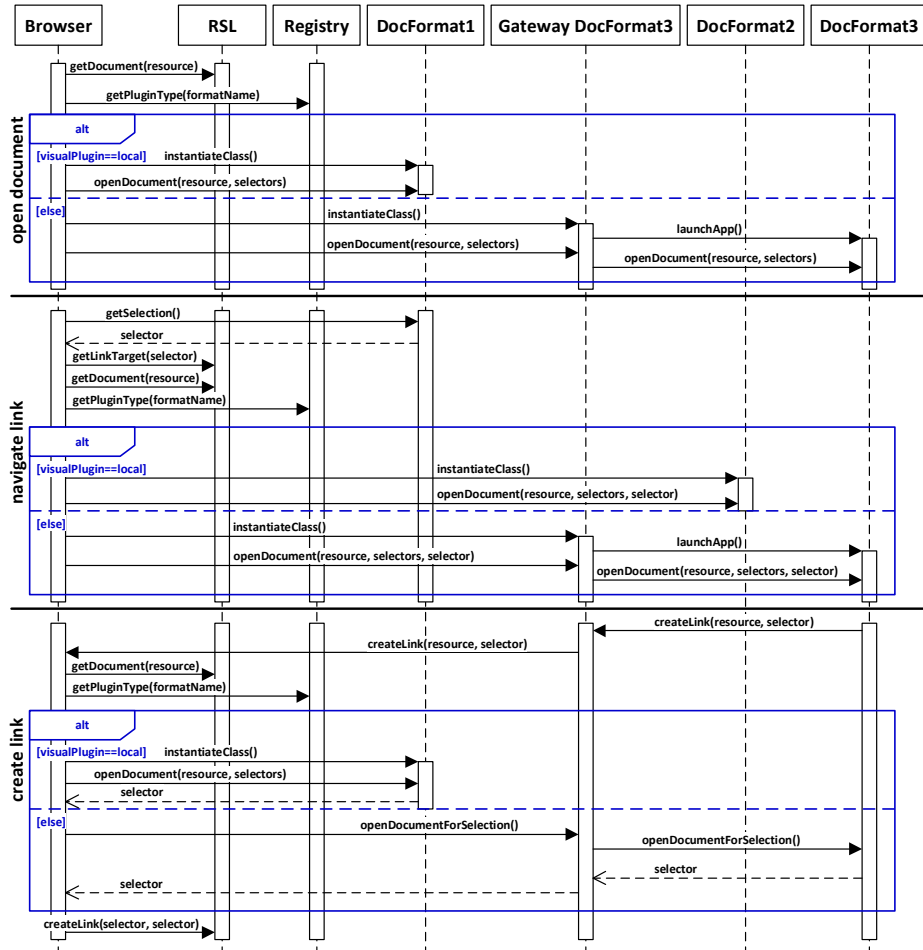 Browser RSL Registry DocFormat1 Gateway DocFormat3 DocFormat2 DocFormat3
open document
getDocument(resource)
getPluginType(formatName)
alt
[visualPlugin==local] instantiateClass()
openDocument(resource, selectors)
[else] instantiateClass()
launchApp()
openDocument(resource, selectors)
openDocument(resource, selectors)
navigate link
getSelection()
selector
getLinkTarget(selector)
getDocument(resource)
getPluginType(formatName)
alt
[visualPlugin==local] instantiateClass()
openDocument(resource, selectors, selector)
[else] instantiateClass()
launchApp()
openDocument(resource, selectors, selector)
openDocument(resource, selectors, selector)
create link
createLink(resource, selector)
createLink(resource, selector)
getDocument(resource)
getPluginType(formatName)
alt
[visualPlugin==local] instantiateClass()
openDocument(resource, selectors)
selector
[else] openDocumentForSelection()
openDocumentForSelection()
selector
selector
createLink(selector, selector)